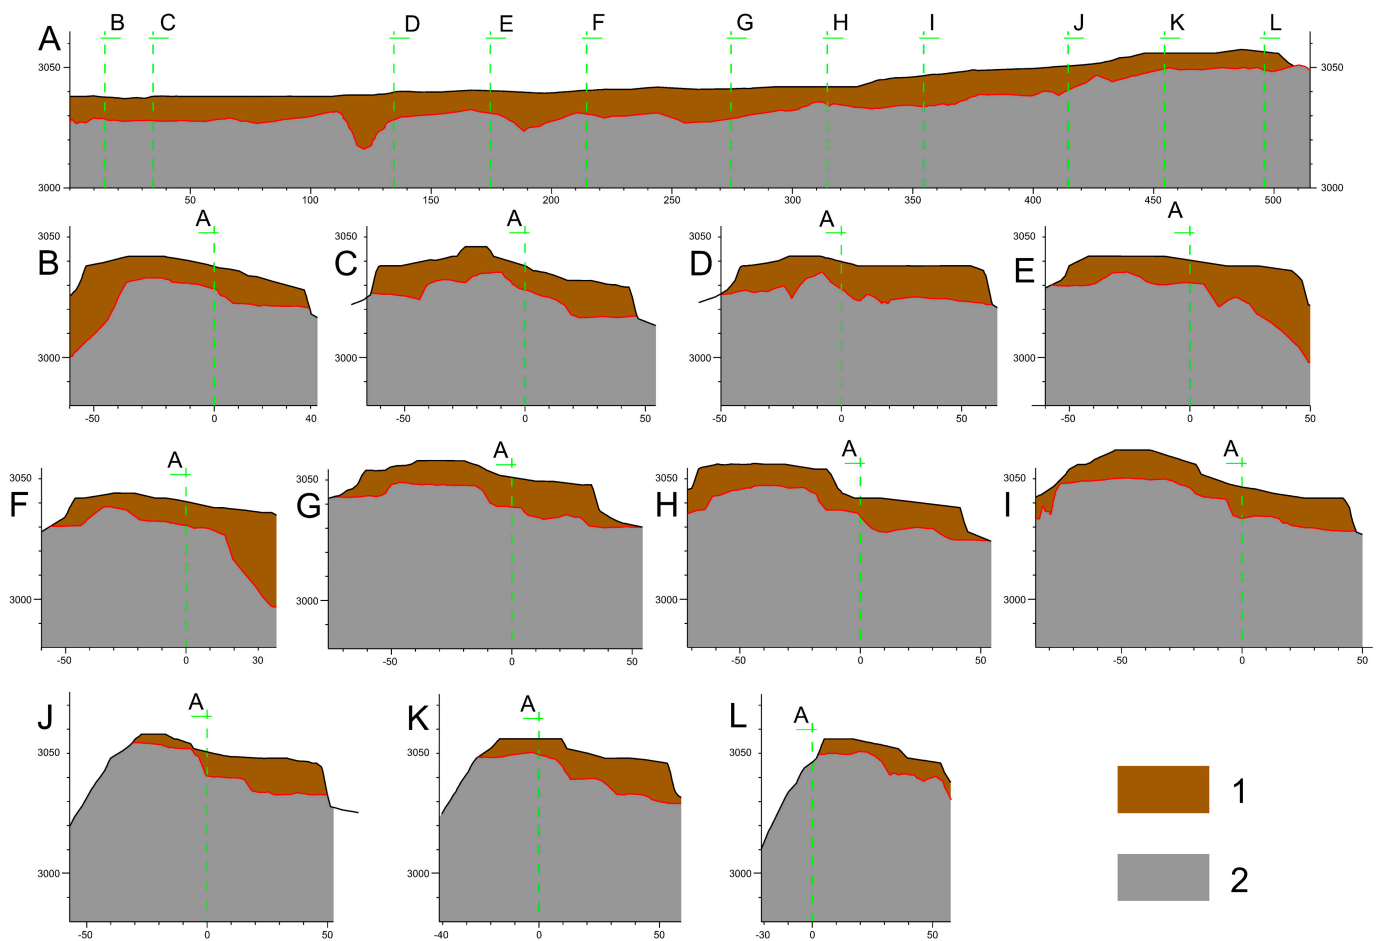 B C D E F G H I J K L
A
3050 3050
3000 3000
50 100 150 200 250 300 350 400 450 500
A A A A
3050 3050 3050 3050
B C D E
3000 3000 3000 3000
-50 0 40 -50 0 50 -50 0 50 -50 0 50
A A A A
3050 3050 3050 3050
F G H I
3000 3000 3000 3000
-50 0 30 -50 0 50 -50 0 50 -50 0 50
A A A
J K L
3050 3050 3050
1
3000 3000 3000
2
-50 0 50 -40 0 50 -30 0 50